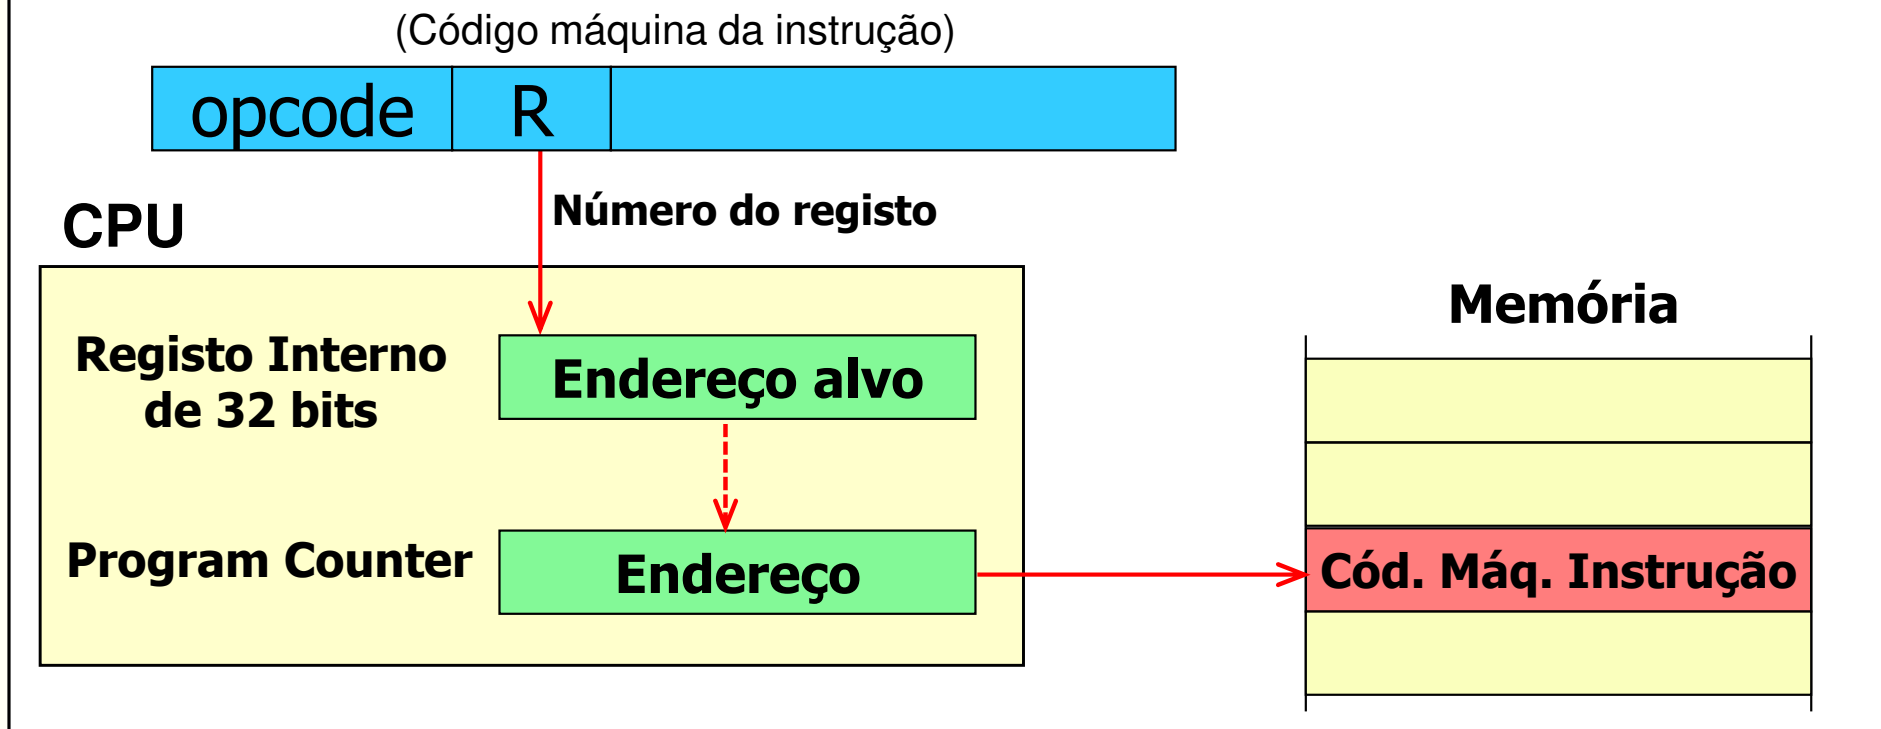 (Código máquina da instrução)
opcode R
Número do registo
CPU
Memória
Registo Interno
de 32 bits
Endereço alvo
Program Counter
Endereço
Cód. Máq. Instrução